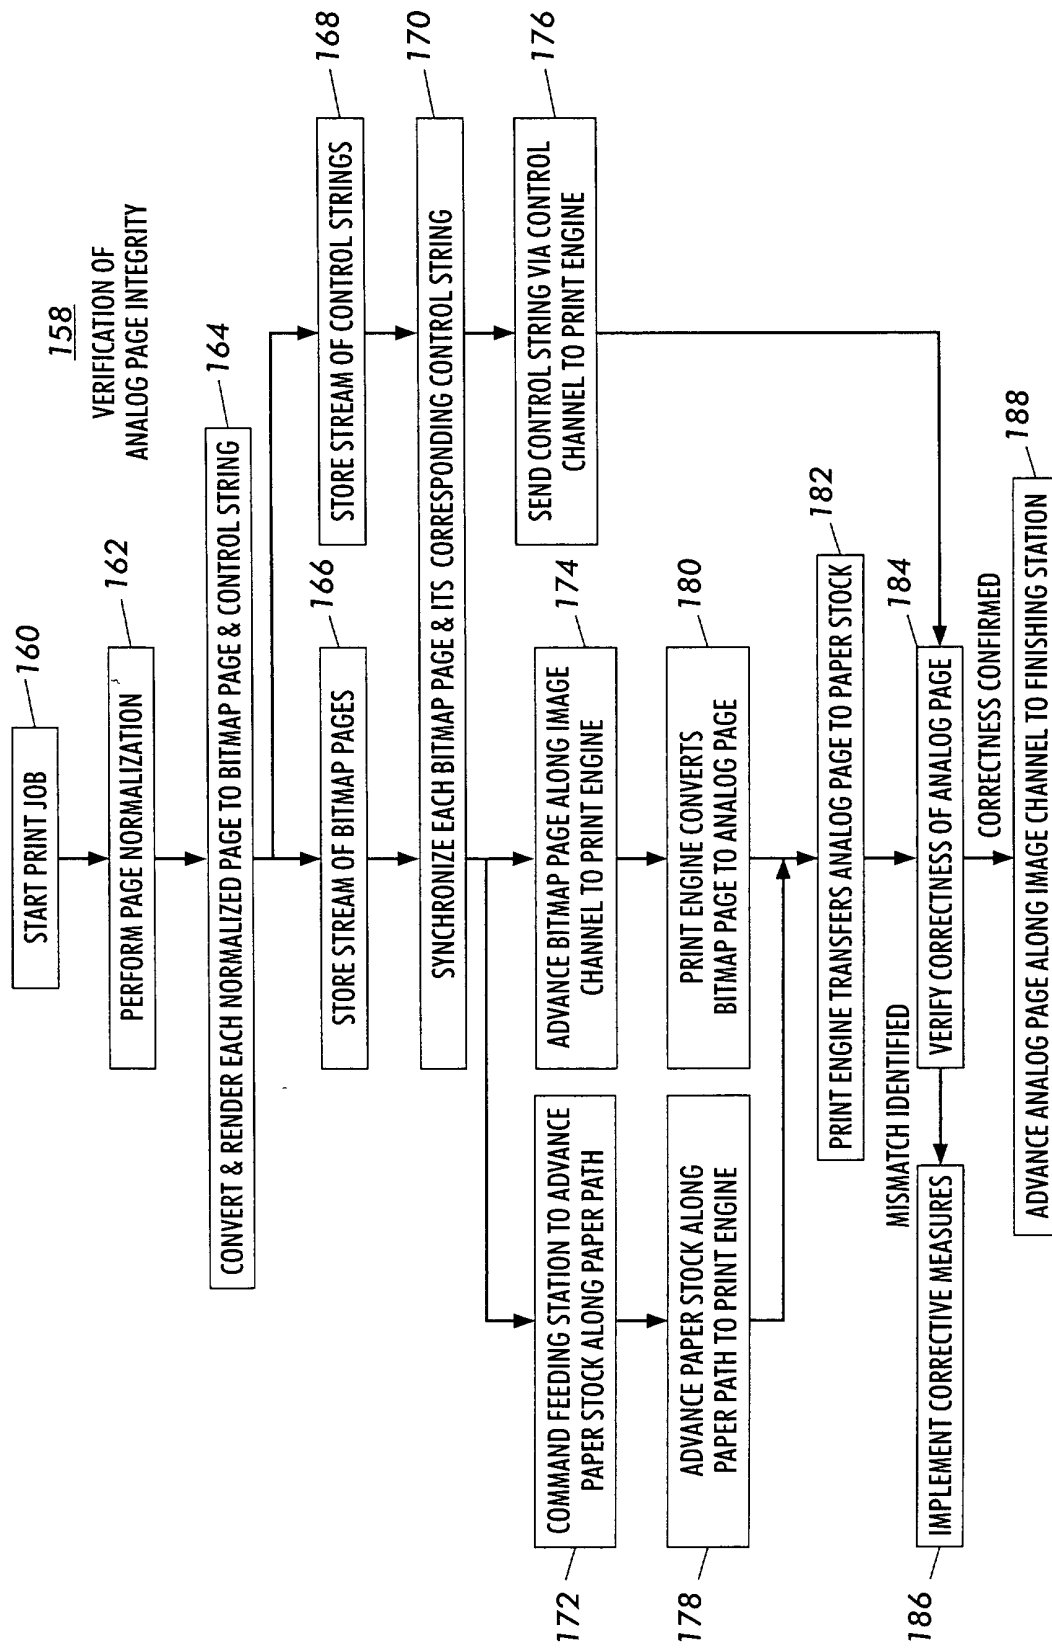 158
VERIFICATION OF
ANALOG PAGE INTEGRITY
START PRINT JOB
160
PERFORM PAGE NORMALIZATION
162
CONVERT & RENDER EACH NORMALIZED PAGE TO BITMAP PAGE & CONTROL STRING
164
STORE STREAM OF BITMAP PAGES
166
STORE STREAM OF CONTROL STRINGS
168
SYNCHRONIZE EACH BITMAP PAGE & ITS CORRESPONDING CONTROL STRING
170
COMMAND FEEDING STATION TO ADVANCE
PAPER STOCK ALONG PAPER PATH
172
ADVANCE BITMAP PAGE ALONG IMAGE
CHANNEL TO PRINT ENGINE
174
SEND CONTROL STRING VIA CONTROL
CHANNEL TO PRINT ENGINE
176
ADVANCE PAPER STOCK ALONG
PAPER PATH TO PRINT ENGINE
178
PRINT ENGINE CONVERTS
BITMAP PAGE TO ANALOG PAGE
180
PRINT ENGINE TRANSFERS ANALOG PAGE TO PAPER STOCK
182
MISMATCH IDENTIFIED
VERIFY CORRECTNESS OF ANALOG PAGE
184
IMPLEMENT CORRECTIVE MEASURES
186
CORRECTNESS CONFIRMED
ADVANCE ANALOG PAGE ALONG IMAGE CHANNEL TO FINISHING STATION
188